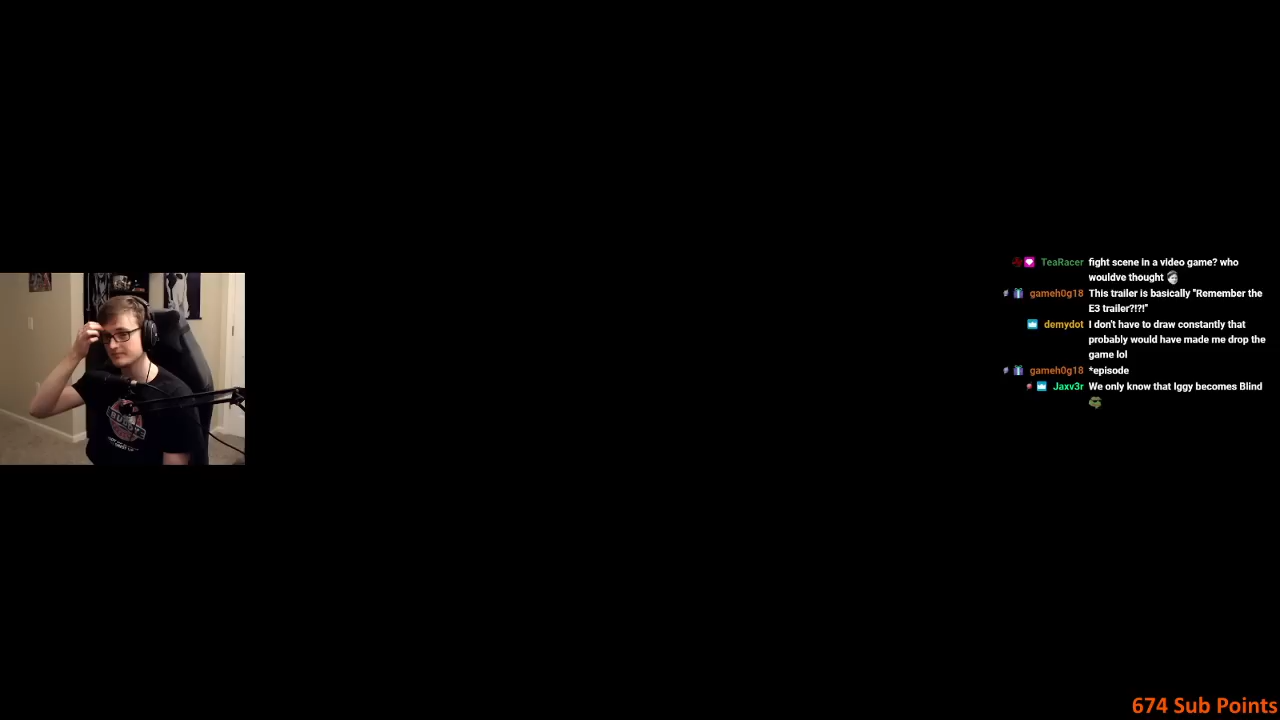 TeaRacer fight scene in a video game? who
wouldve thought
gameh0g18 This trailer is basically "Remember the
E3 trailer?!?!"
demydot I don't have to draw constantly that
probably would have made me drop the
game lol
gameh0g18 *episode
Jaxv3r We only know that Iggy becomes Blind
674 Sub Points